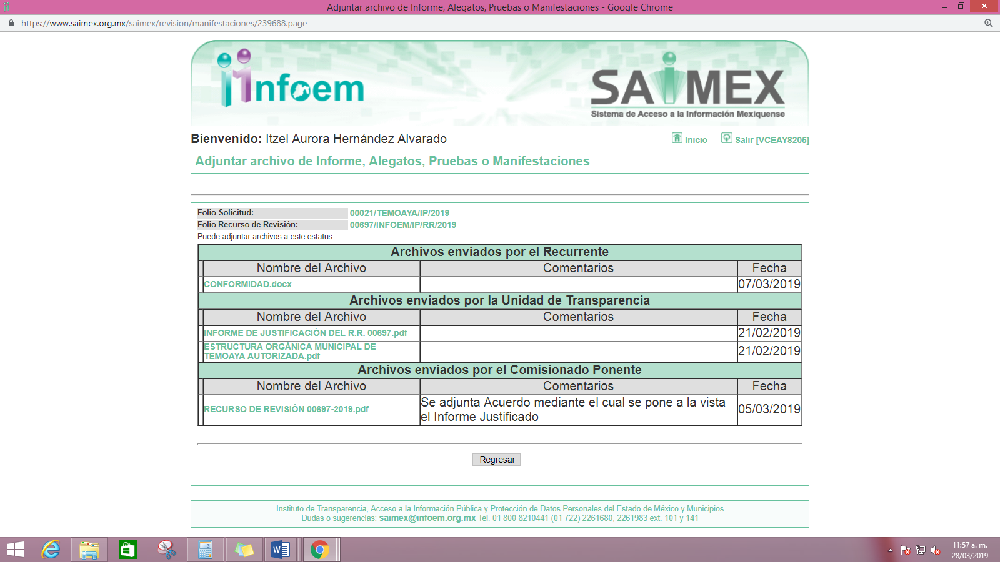 Adjuntar archivo de Informe, Alegatos, Pruebas o Manifestaciones - Google Chrome
https://www.saimex.org.mx/saimex/revision/manifestaciones/239688.page
infoem
SAIMEX
Sistema de Acceso a la Información Mexiquense
Bienvenido: Itzel Aurora Hernández Alvarado
Inicio Salir [VCEAY8205]
Adjuntar archivo de Informe, Alegatos, Pruebas o Manifestaciones
Folio Solicitud: 00021/TEMOAYA/IP/2019
Folio Recurso de Revisión: 00697/INFOEM/IP/RR/2019
Puede adjuntar archivos a este estatus
Archivos enviados por el Recurrente
Nombre del Archivo Comentarios Fecha
CONFORMIDAD.docx 07/03/2019
Archivos enviados por la Unidad de Transparencia
Nombre del Archivo Comentarios Fecha
INFORME DE JUSTIFICACIÓN DEL R.R. 00697.pdf 21/02/2019
ESTRUCTURA ORGÁNICA MUNICIPAL DE
TEMOAYA AUTORIZADA.pdf 21/02/2019
Archivos enviados por el Comisionado Ponente
Nombre del Archivo Comentarios Fecha
RECURSO DE REVISIÓN 00697-2019.pdf Se adjunta Acuerdo mediante el cual se pone a la vista
el Informe Justificado 05/03/2019
Regresar
Instituto de Transparencia, Acceso a la Información Pública y Protección de Datos Personales del Estado de México y Municipios
Dudas o sugerencias: saimex@infoem.org.mx Tel. 01 800 8210441 (01 722) 2261680, 2261983 ext. 101 y 141
11:57 a. m.
28/03/2019